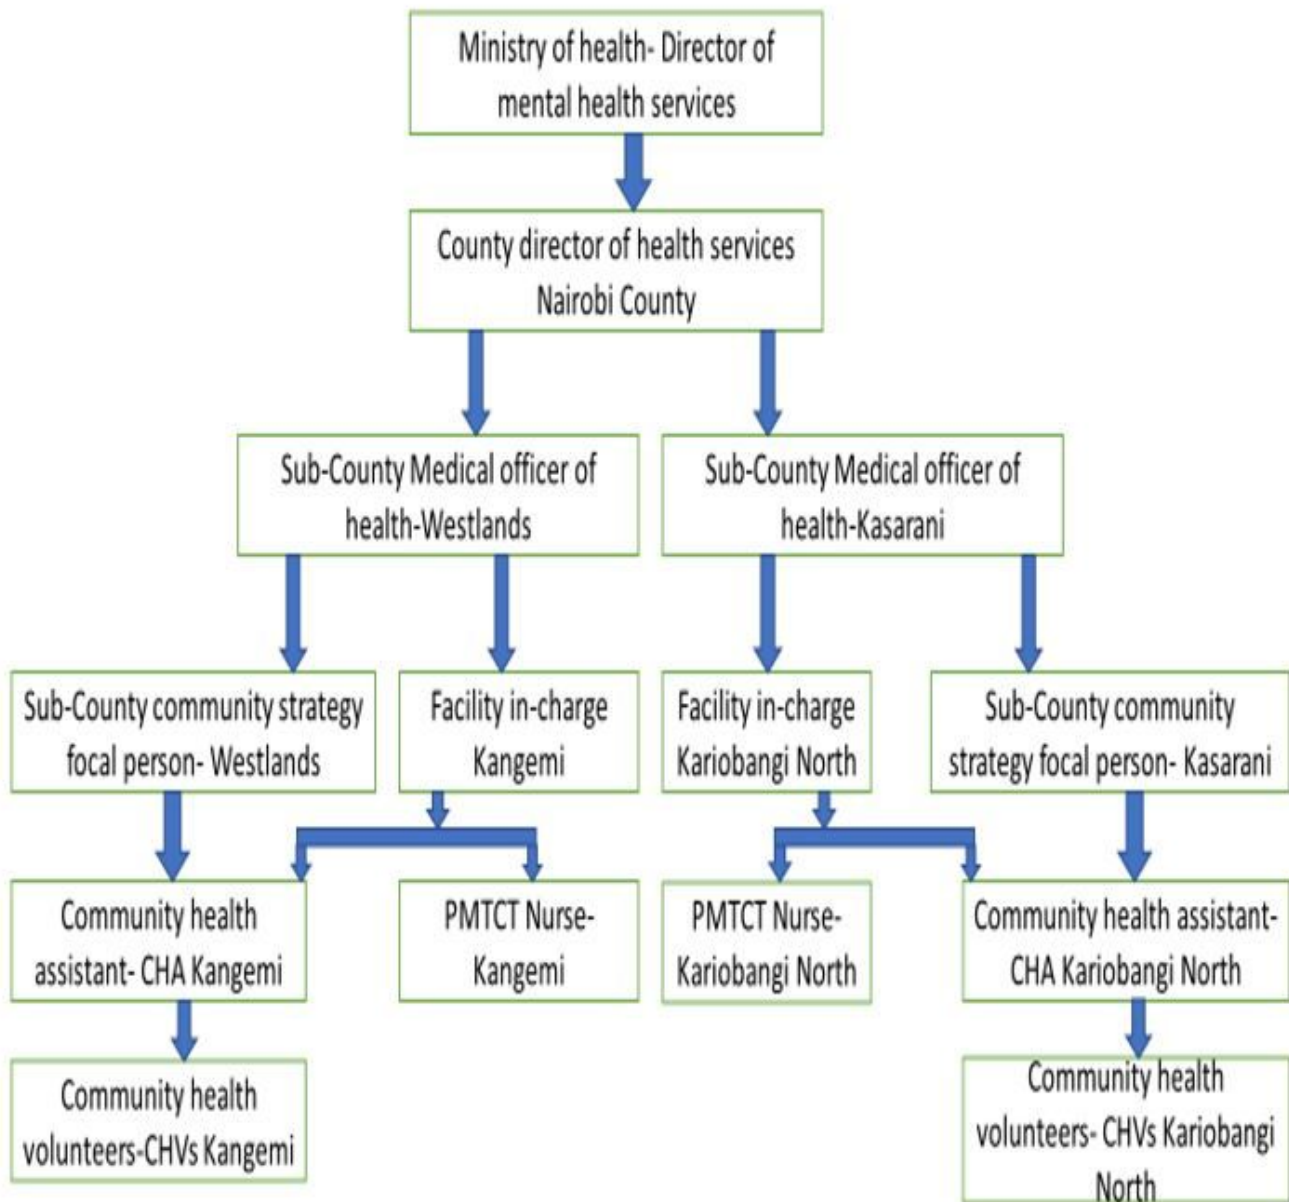 Ministry of health- Director of
mental health services
County director of health services
Nairobi County
Sub-County Medical officer of
health-Westlands
Sub-County Medical officer of
health-Kasarani
Sub-County community strategy
focal person- Westlands
Facility in-charge
Kangemi
Facility in-charge
Kariobangi North
Sub-County community
strategy focal person- Kasarani
Community health
assistant- CHA Kangemi
PMTCT Nurse-
Kangemi
PMTCT Nurse-
Kariobangi North
Community health assistant-
CHA Kariobangi North
Community health
volunteers-CHVs Kangemi
Community health
volunteers- CHVs Kariobangi
North